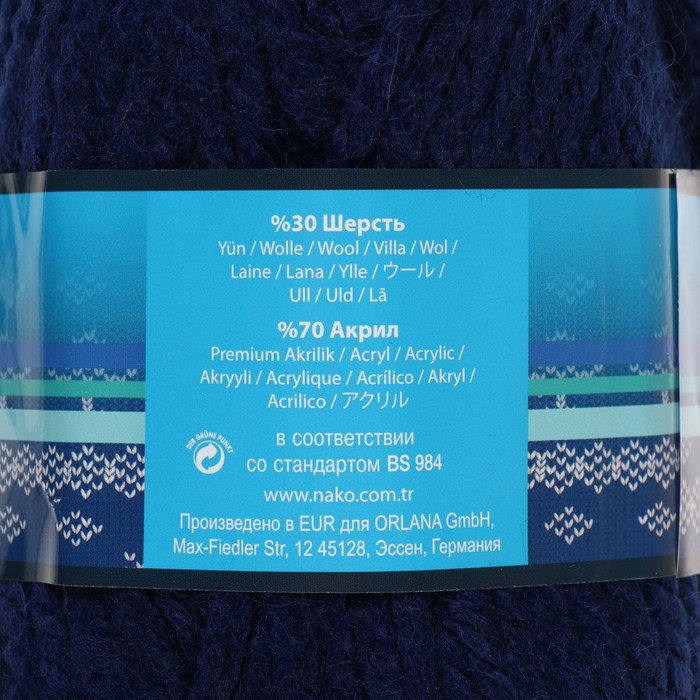 %30 Шерсть
Yün / Wolle / Wool / Villa / Wol /
Laine / Lana / Ylle / ウール /
Ull / Uld / Lã
%70 Акрил
Premium Akrilik / Acryl / Acrylic /
Akryyli / Acrylique / Acrílico / Akryl /
Acrilico / アクリル
DER GRÜNE PUNKT
в соответствии
со стандартом BS 984
www.nako.com.tr
Произведено в EUR для ORLANA GmbH,
Max-Fiedler Str, 12 45128, Эссен, Германия